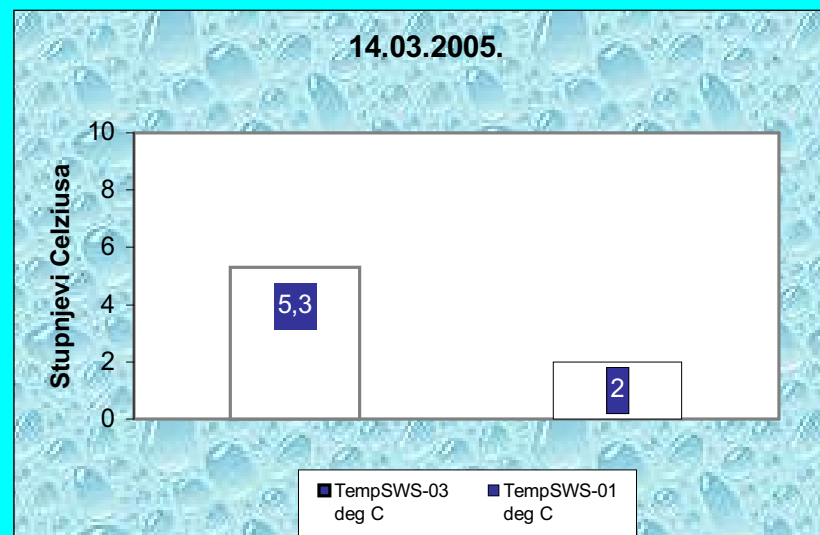 14.03.2005.
Stupnjevi Celziusa
10
8
6
4
2
0
5,3
2
TempSWS-03
deg C
TempSWS-01
deg C